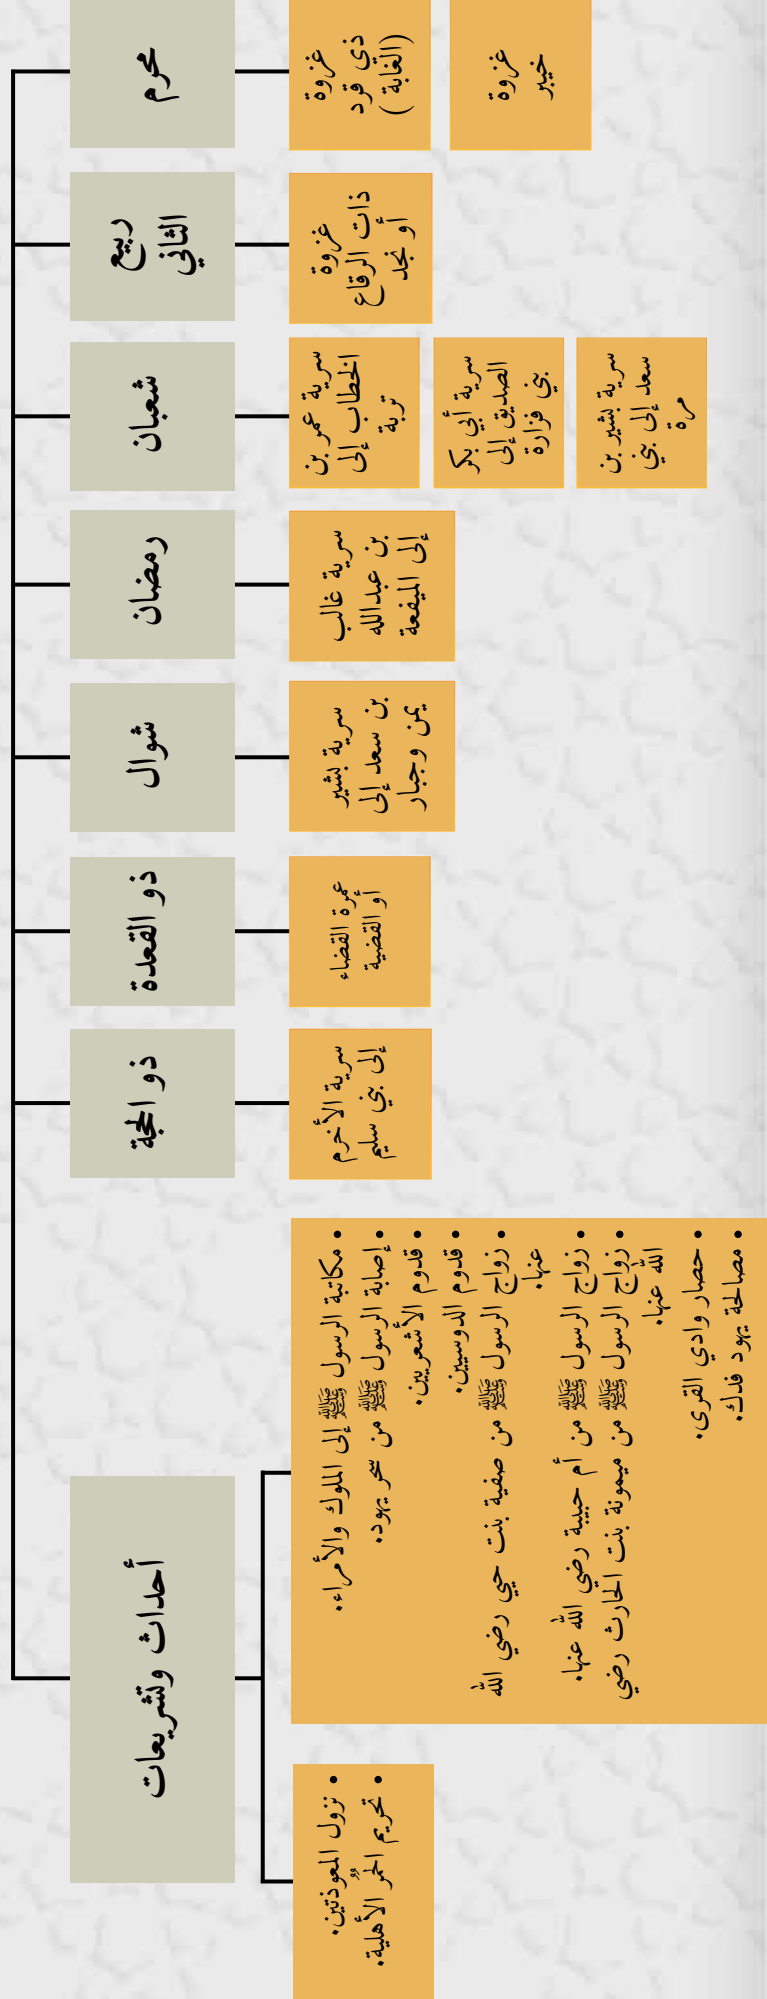 محرم
غزوة
ذي قرد
(الغابة )
غزوة
خيبر
ربيع
الثاني
غزوة
ذات الرقاع
أو نجد
شعبان
سرية عمر بن
الخطاب إلى
تربة
سرية أبي بكر
الصديق إلى
بني فزارة
سرية بشير بن
سعد إلى بني
مرة
رمضان
سرية غالب
بن عبدالله
إلى الميفعة
شوال
سرية بشير
بن سعد إلى
يمن وجبار
ذو القعدة
عمرة القضاء
أو القضية
ذو الحجة
سرية الأخرم
إلى بني سليم
أحداث وتشريعات
• مكاتبة الرسول ﷺ إلى الملوك والأمراء.
• إصابة الرسول ﷺ من سحر يهود.
• قدوم الأشعريين.
• قدوم الدوسيين.
• زواج الرسول ﷺ من صفية بنت حيي رضي الله
عنها.
• زواج الرسول ﷺ من أم حبيبة رضي الله عنها.
• زواج الرسول ﷺ من ميمونة بنت الحارث رضي
الله عنها.
• حصار وادي القرى.
• مصالحة يهود فدك.
• نزول المعوذتين.
• تحريم الحُمُر الأهلية.